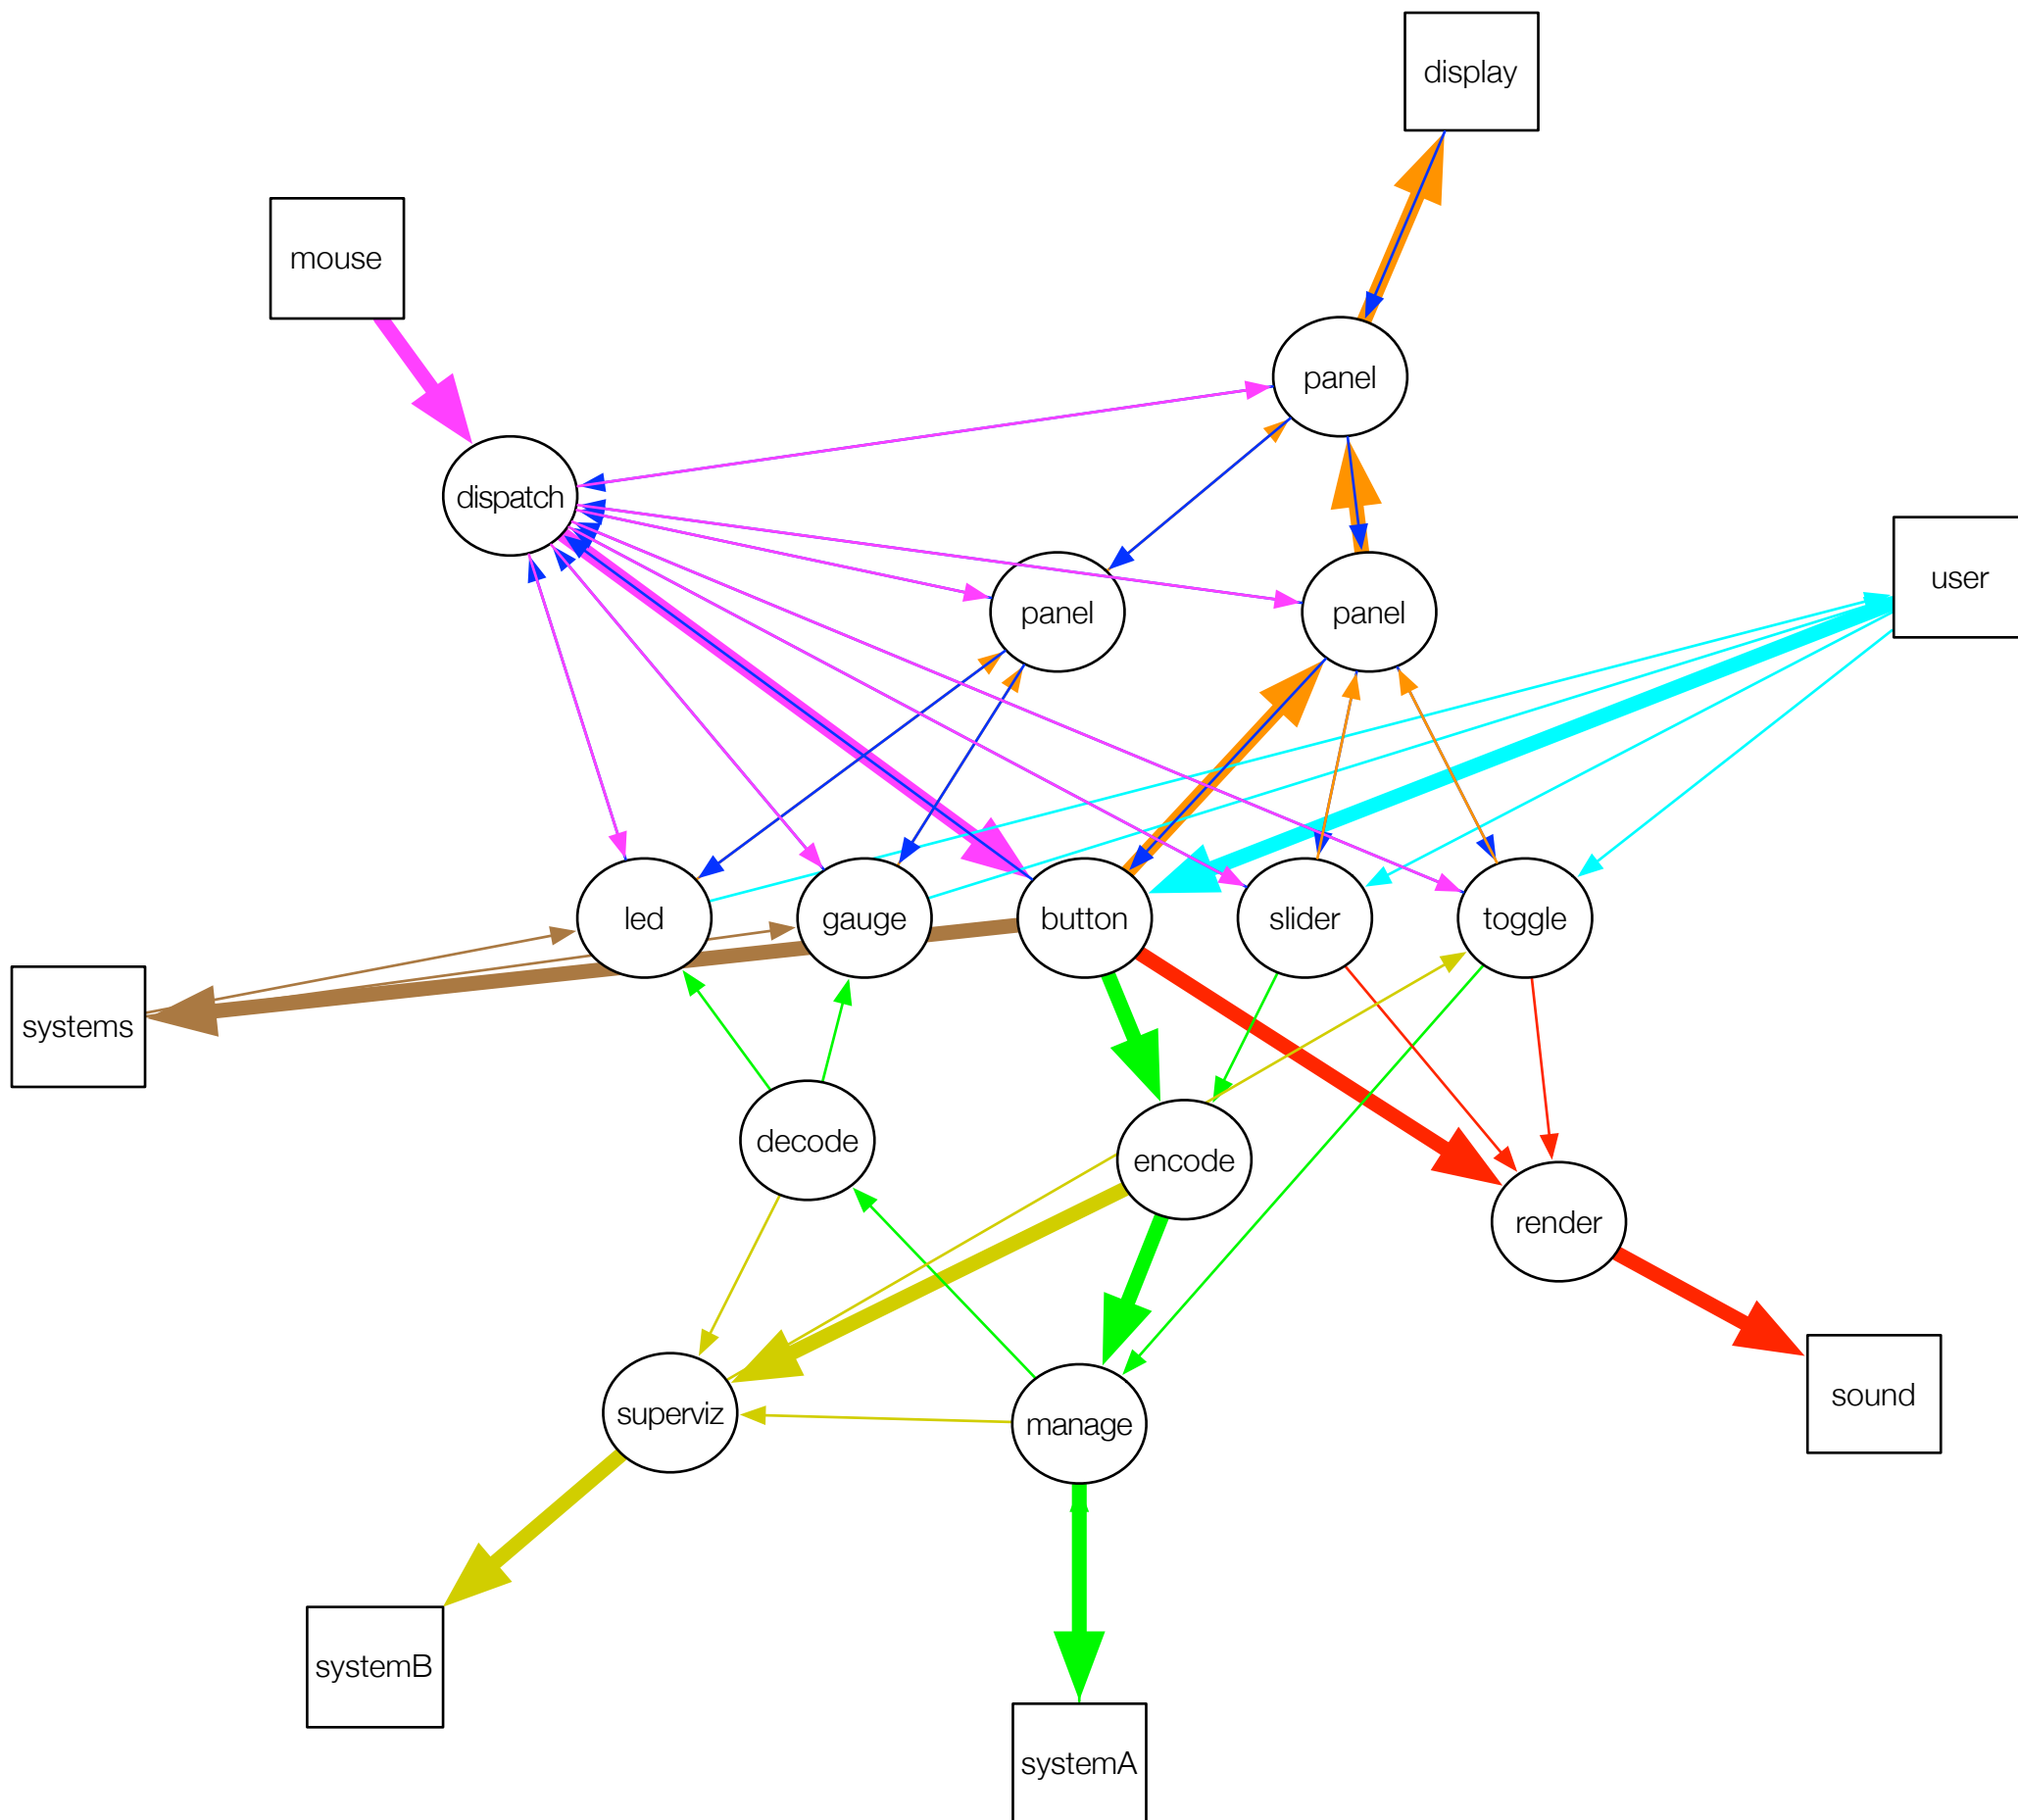 display
mouse
panel
dispatch
user
panel
panel
led
gauge
button
slider
toggle
systems
decode
encode
render
sound
superviz
manage
systemB
systemA